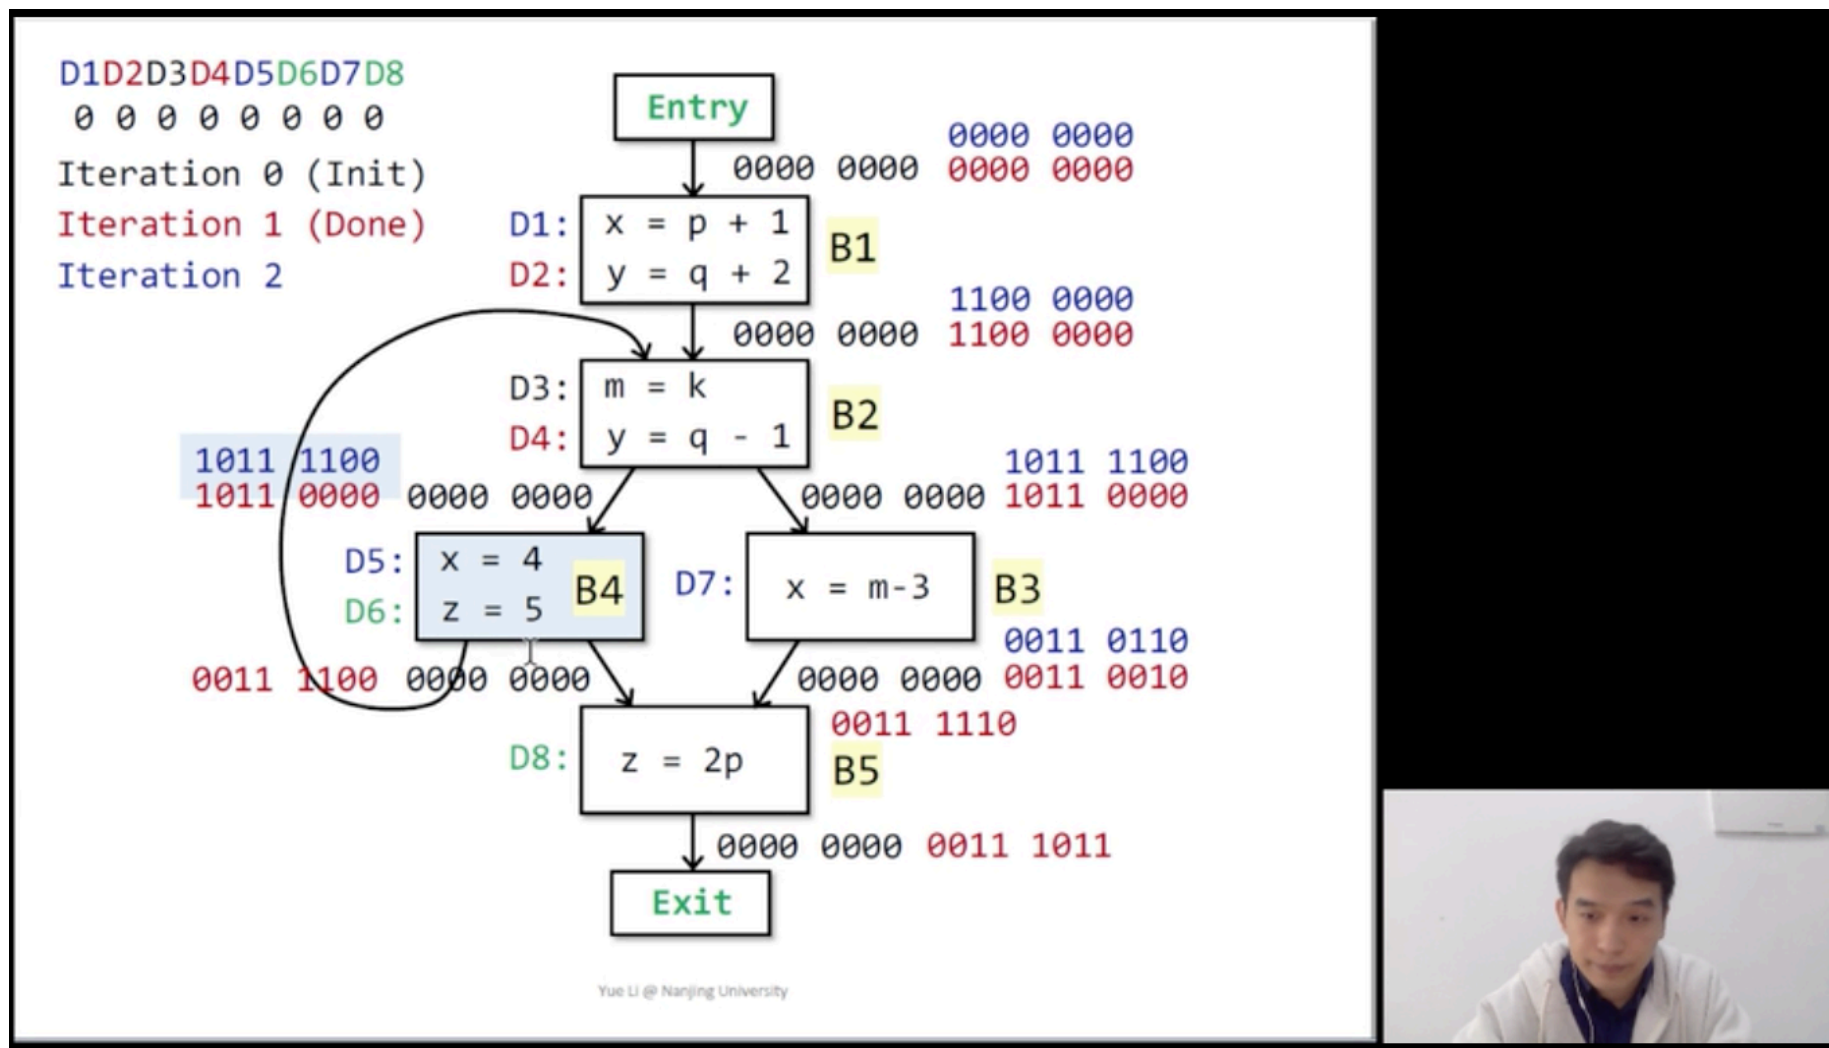 D1D2D3D4D5D6D7D8
0 0 0 0 0 0 0 0
Iteration 0 (Init)
Iteration 1 (Done)
Iteration 2
Entry
0000 0000
0000 0000 0000 0000
D1: x = p + 1
D2: y = q + 2
B1
1100 0000
0000 0000 1100 0000
D3: m = k
D4: y = q - 1
B2
1011 1100
1011 0000 0000 0000
1011 1100
0000 0000 1011 0000
D5: x = 4
D6: z = 5
B4
D7: x = m-3
B3
0011 1100 0000 0000
0011 0110
0000 0000 0011 0010
0011 1110
D8: z = 2p
B5
0000 0000 0011 1011
Exit
Yue Li @ Nanjing University